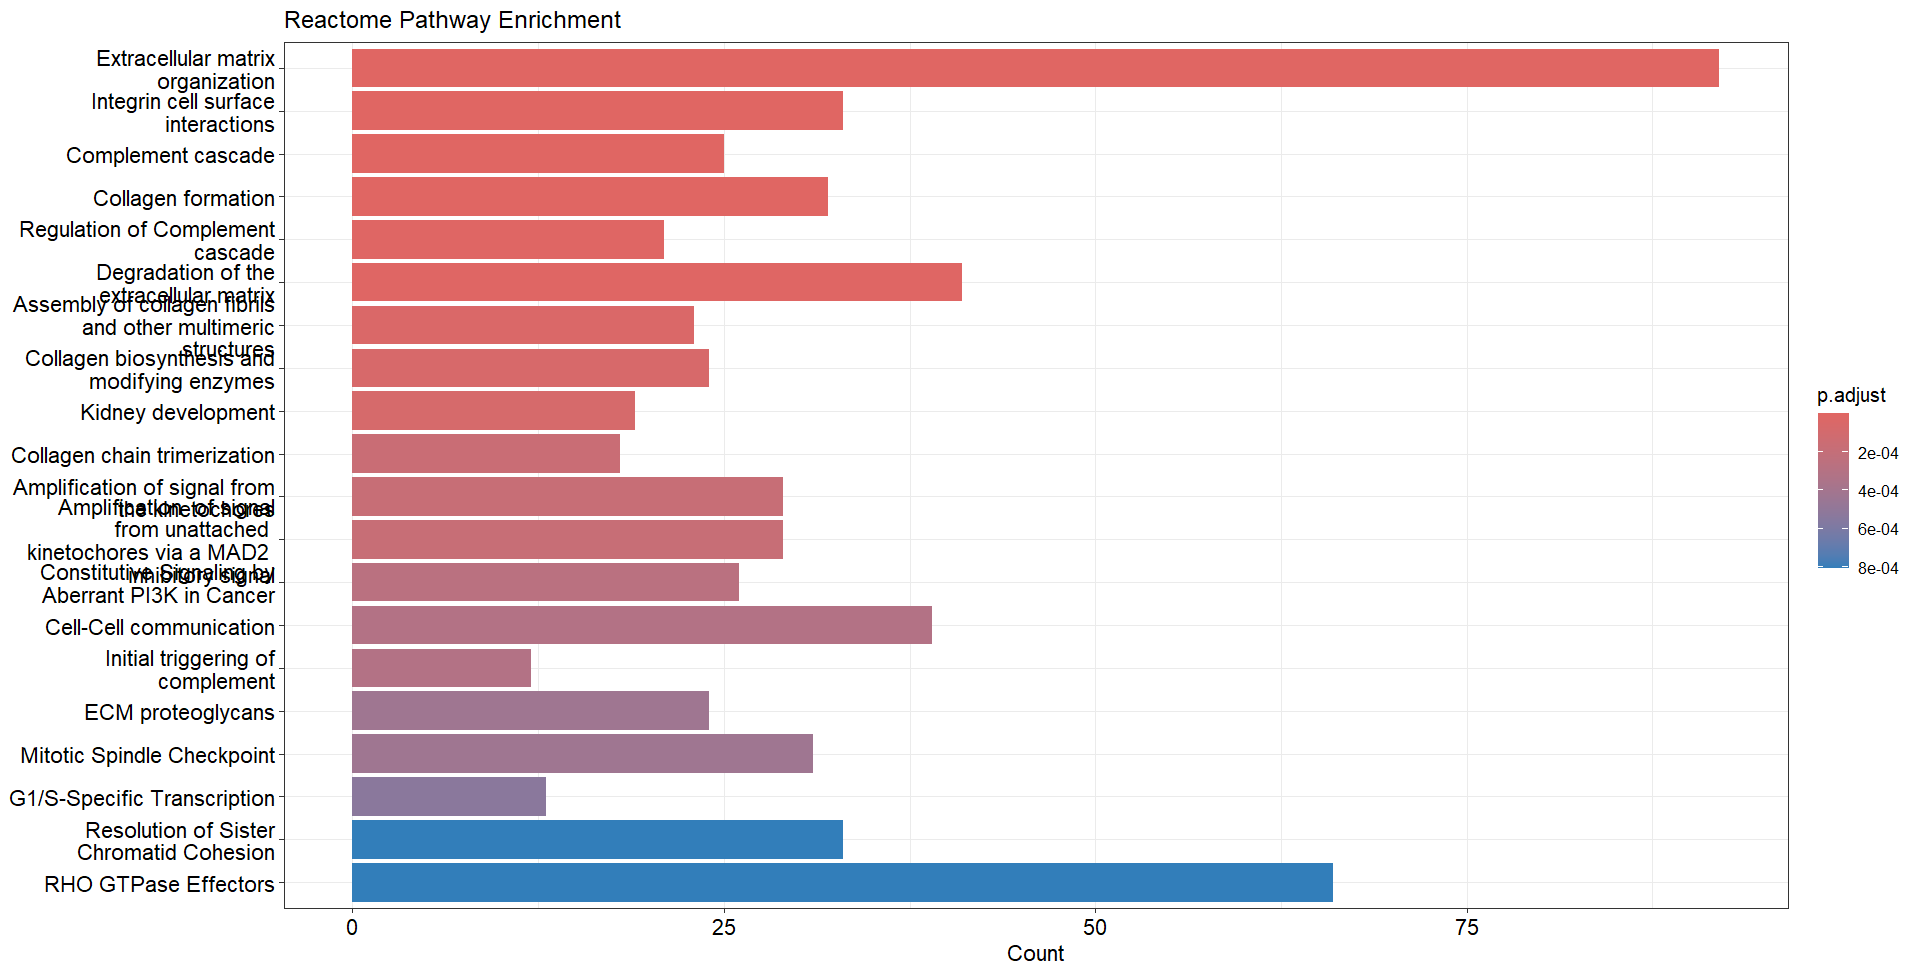 Reactome Pathway Enrichment
Extracellular matrix
organization
Integrin cell surface
interactions
Complement cascade
Collagen formation
Regulation of Complement
cascade
Degradation of the
extracellular matrix
Assembly of collagen fibrils
and other multimeric
structures
Collagen biosynthesis and
modifying enzymes
Kidney development
Collagen chain trimerization
Amplification of signal from
the kinetochores
Amplification of signal
from unattached
kinetochores via a MAD2
inhibitory signal
Constitutive Signaling by
Aberrant PI3K in Cancer
Cell-Cell communication
Initial triggering of
complement
ECM proteoglycans
Mitotic Spindle Checkpoint
G1/S-Specific Transcription
Resolution of Sister
Chromatid Cohesion
RHO GTPase Effectors
0 25 50 75
Count
p.adjust
2e-04
4e-04
6e-04
8e-04